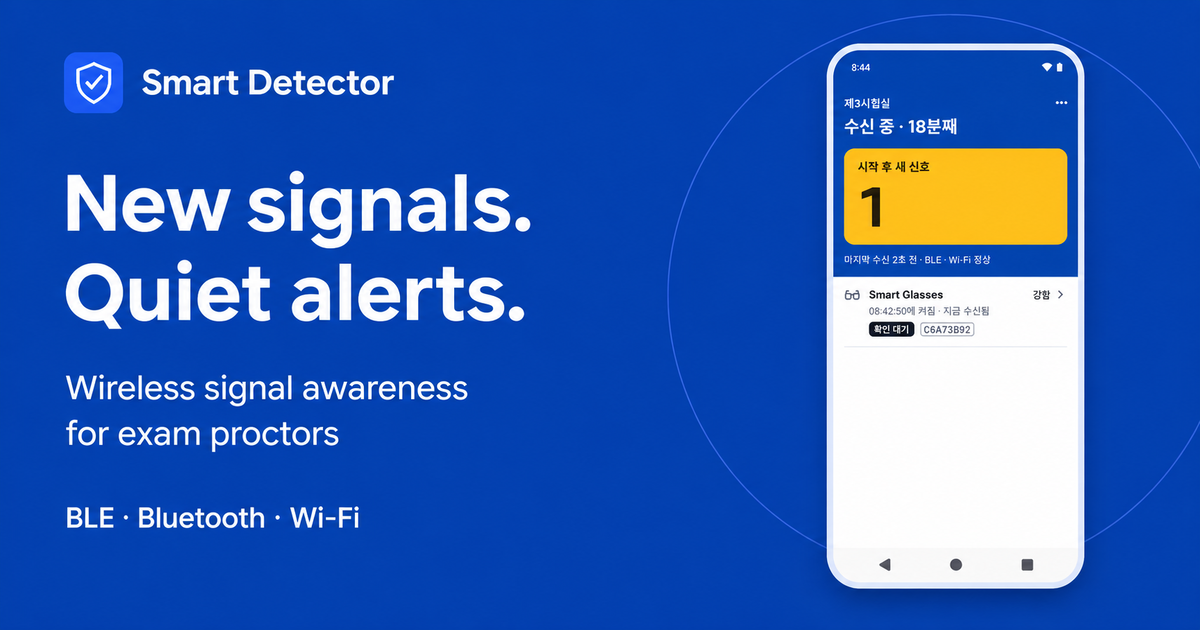 Smart Detector
New signals.
Quiet alerts.
Wireless signal awareness
for exam proctors
BLE · Bluetooth · Wi-Fi
8:44
제3시험실
수신 중 · 18분째
시작 후 새 신호
1
마지막 수신 2초 전 · BLE · Wi-Fi 정상
Smart Glasses
강함
08:42:50에 켜짐 · 지금 수신됨
확인 대기
C6A73B92